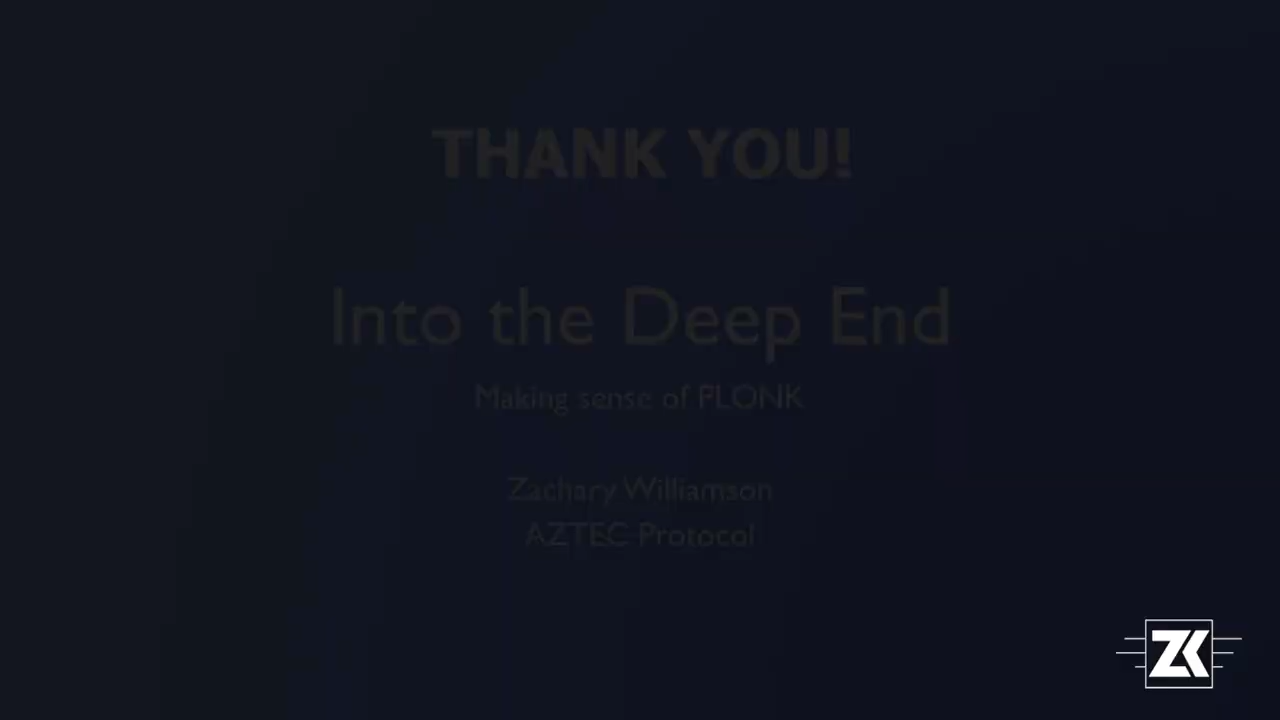 THANK YOU!
Into the Deep End
Making sense of PLONK
Zachary Williamson
AZTEC Protocol
ZK